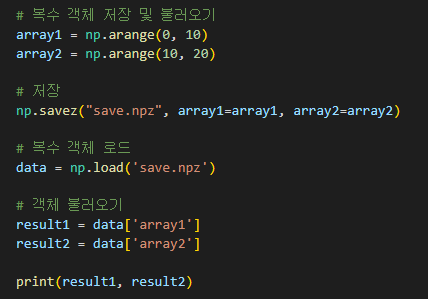 # 복수 객체 저장 및 불러오기
array1 = np.arange(0, 10)
array2 = np.arange(10, 20)
# 저장
np.savez("save.npz", array1=array1, array2=array2)
# 복수 객체 로드
data = np.load('save.npz')
# 객체 불러오기
result1 = data['array1']
result2 = data['array2']
print(result1, result2)